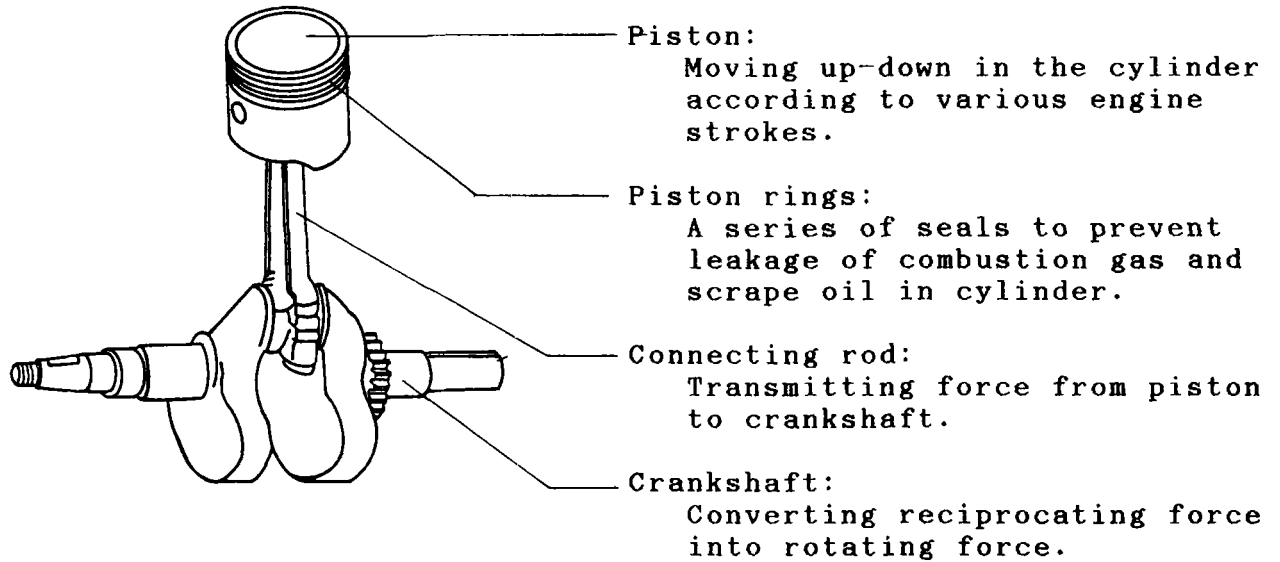 Piston:
Moving up-down in the cylinder
according to various engine
strokes.
Piston rings:
A series of seals to prevent
leakage of combustion gas and
scrape oil in cylinder.
Connecting rod:
Transmitting force from piston
to crankshaft.
Crankshaft:
Converting reciprocating force
into rotating force.